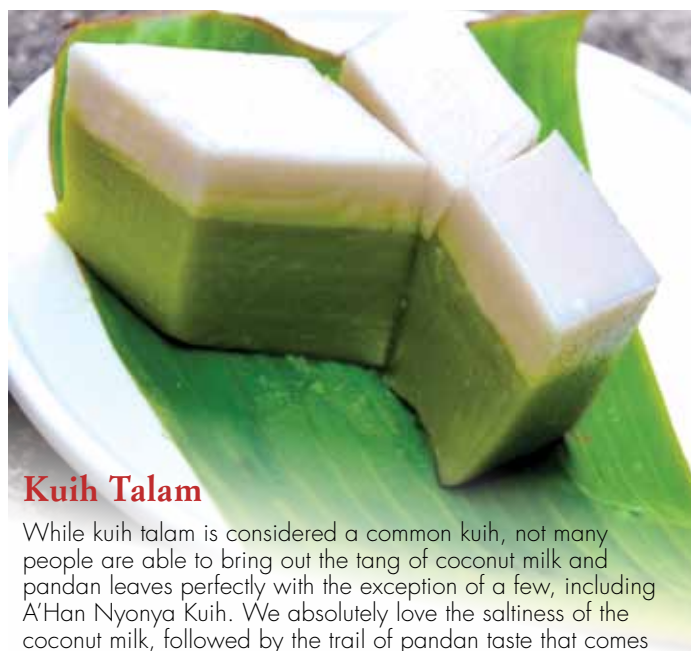 Kuih Talam
While kuih talam is considered a common kuih, not many
people are able to bring out the tang of coconut milk and
pandan leaves perfectly with the exception of a few, including
A'Han Nyonya Kuih. We absolutely love the saltiness of the
coconut milk, followed by the trail of pandan taste that comes